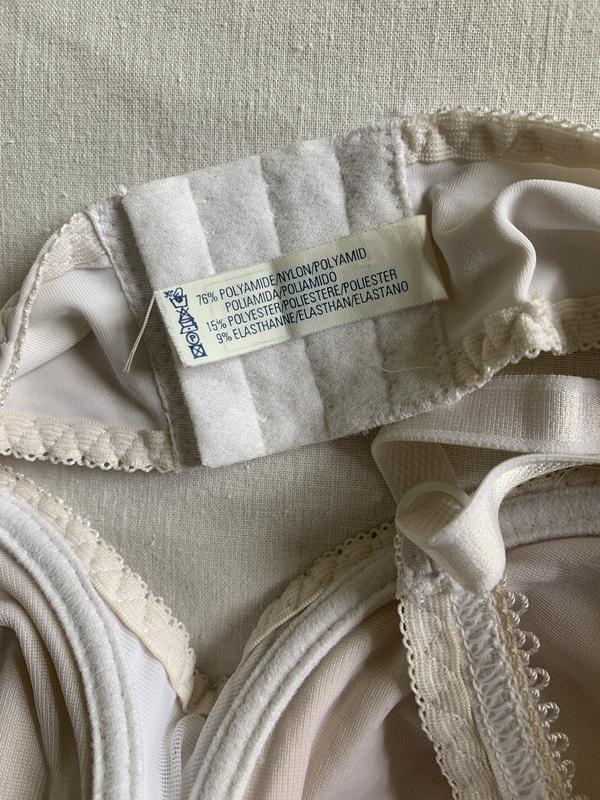 76% POLYAMIDE/NYLON/POLYAMID
POLIAMIDA/POLIAMIDO
15% POLYESTER/POLIESTERE/POLIESTER
9% ELASTHANNE/ELASTHAN/ELASTANO